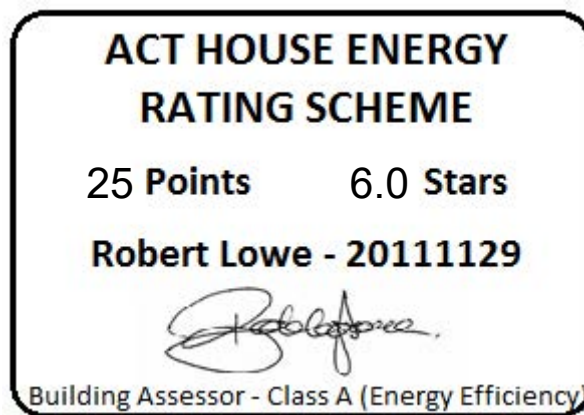 ACT HOUSE ENERGY
RATING SCHEME
25 Points 6.0 Stars
Robert Lowe - 20111129
Building Assessor - Class A (Energy Efficiency)